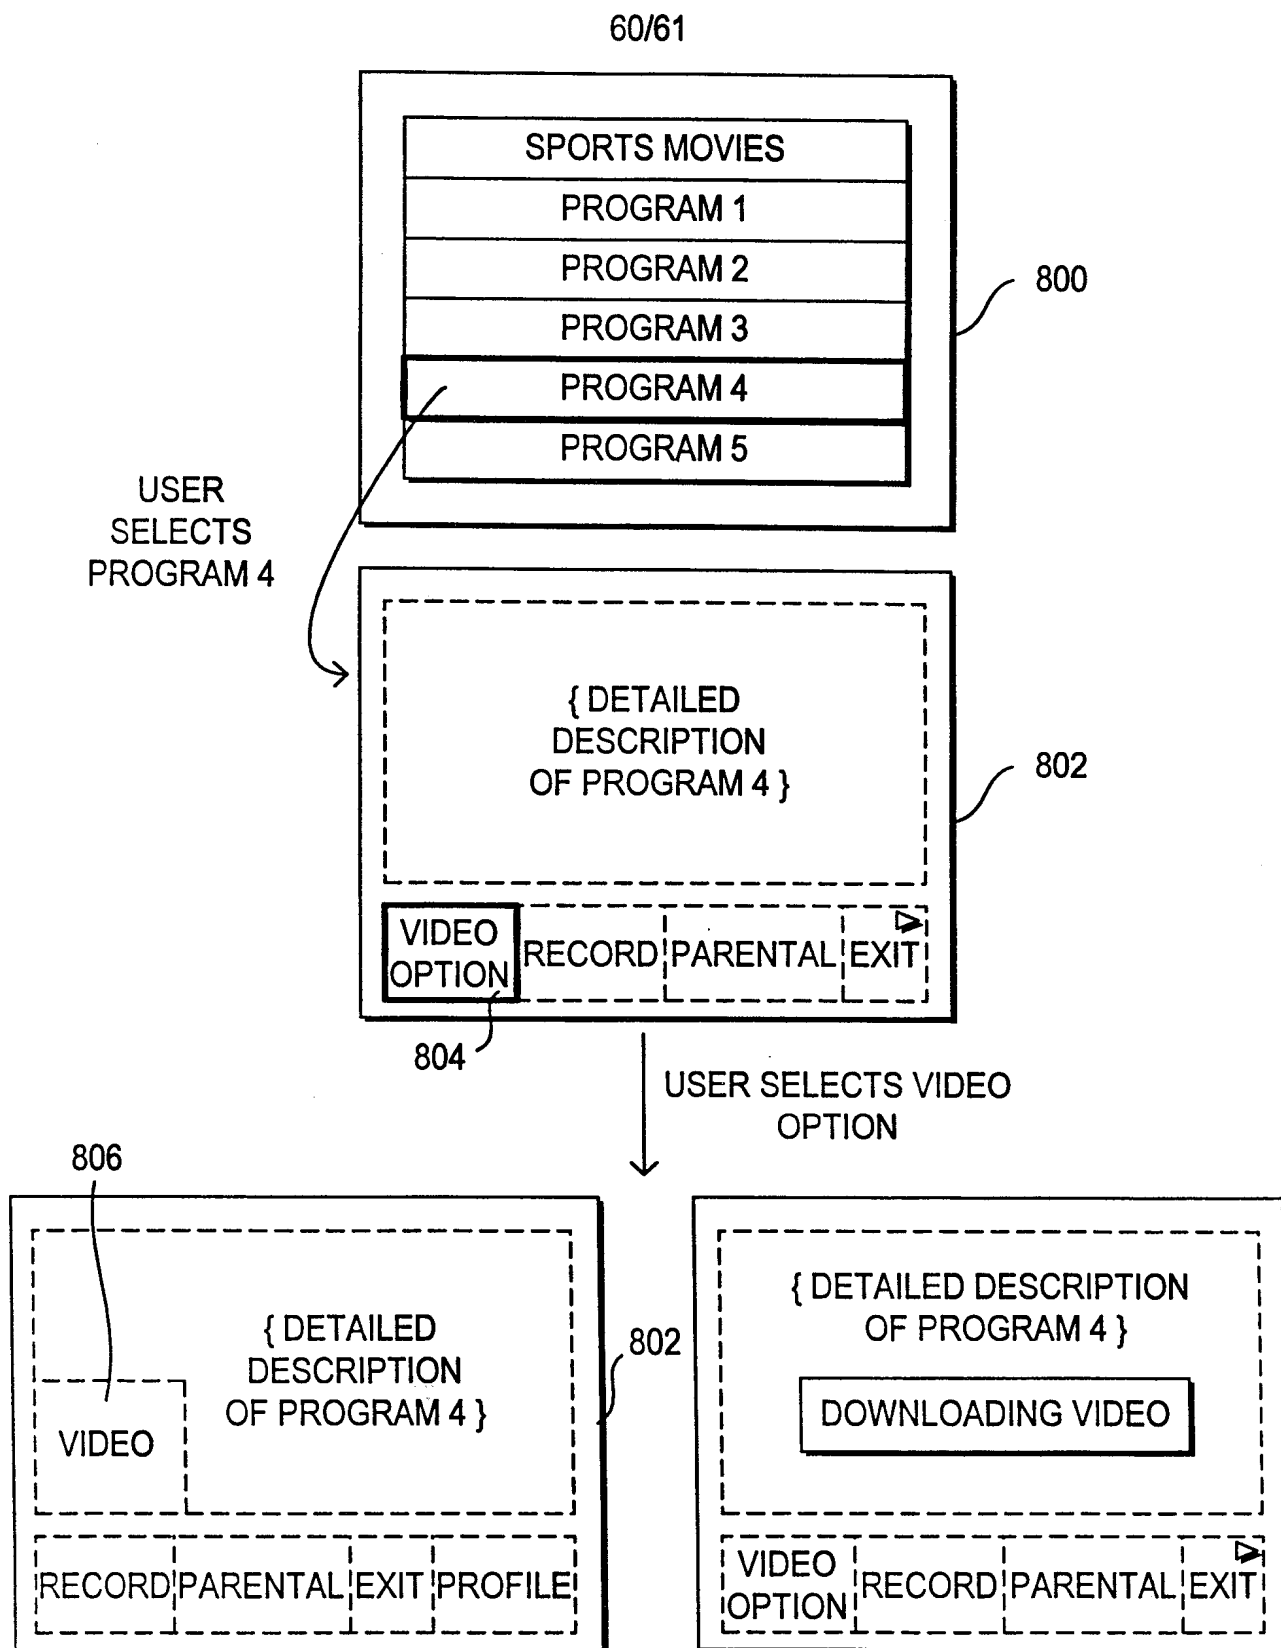 60/61
SPORTS MOVIES
PROGRAM 1
PROGRAM 2
PROGRAM 3
PROGRAM 4
PROGRAM 5
800
USER
SELECTS
PROGRAM 4
{ DETAILED
DESCRIPTION
OF PROGRAM 4 }
802
VIDEO
OPTION
RECORD
PARENTAL
EXIT
804
USER SELECTS VIDEO
OPTION
806
{ DETAILED
DESCRIPTION
OF PROGRAM 4 }
VIDEO
802
RECORD
PARENTAL
EXIT
PROFILE
{ DETAILED DESCRIPTION
OF PROGRAM 4 }
DOWNLOADING VIDEO
VIDEO
OPTION
RECORD
PARENTAL
EXIT